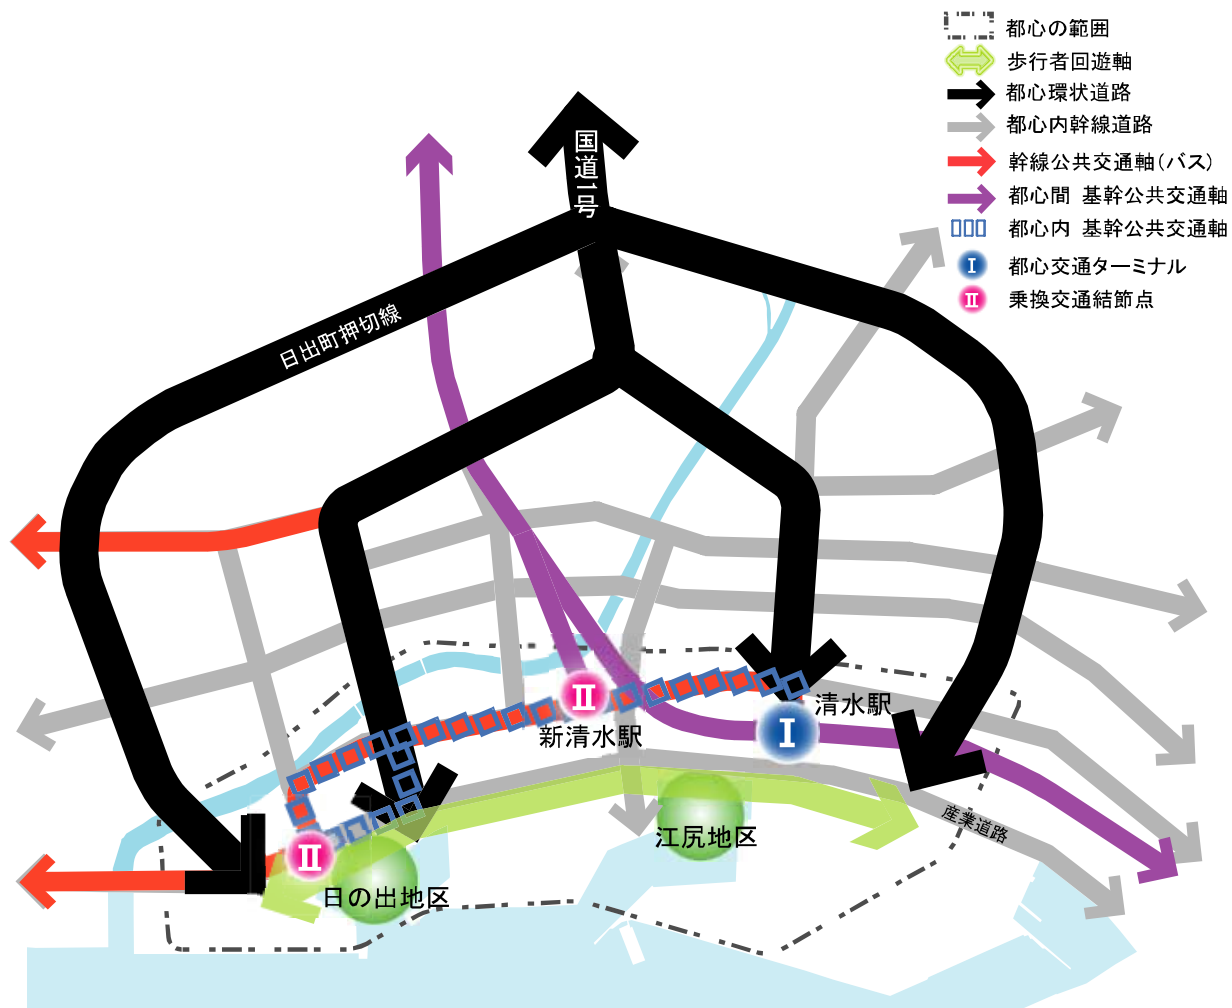 都心の範囲
歩行者回遊軸
都心環状道路
都心内幹線道路
幹線公共交通軸(バス)
都心間 基幹公共交通軸
都心内 基幹公共交通軸
I 都心交通ターミナル
II 乗換交通結節点
国道1号
日出町押切線
II
清水駅
新清水駅
I
産業道路
江尻地区
II
日の出地区